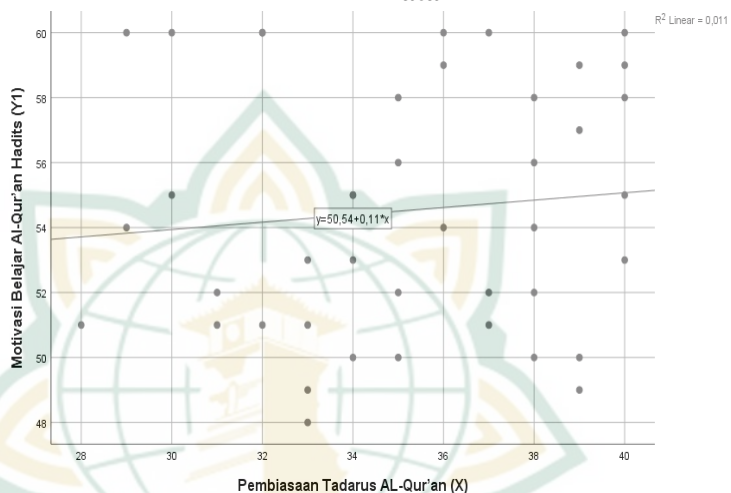 R² Linear = 0,011
60
58
56
54
52
50
48
Motivasi Belajar Al-Qur'an Hadits (Y1)
y=50,54+0,11*x
28 30 32 34 36 38 40
Pembiasaan Tadarus AL-Qur'an (X)